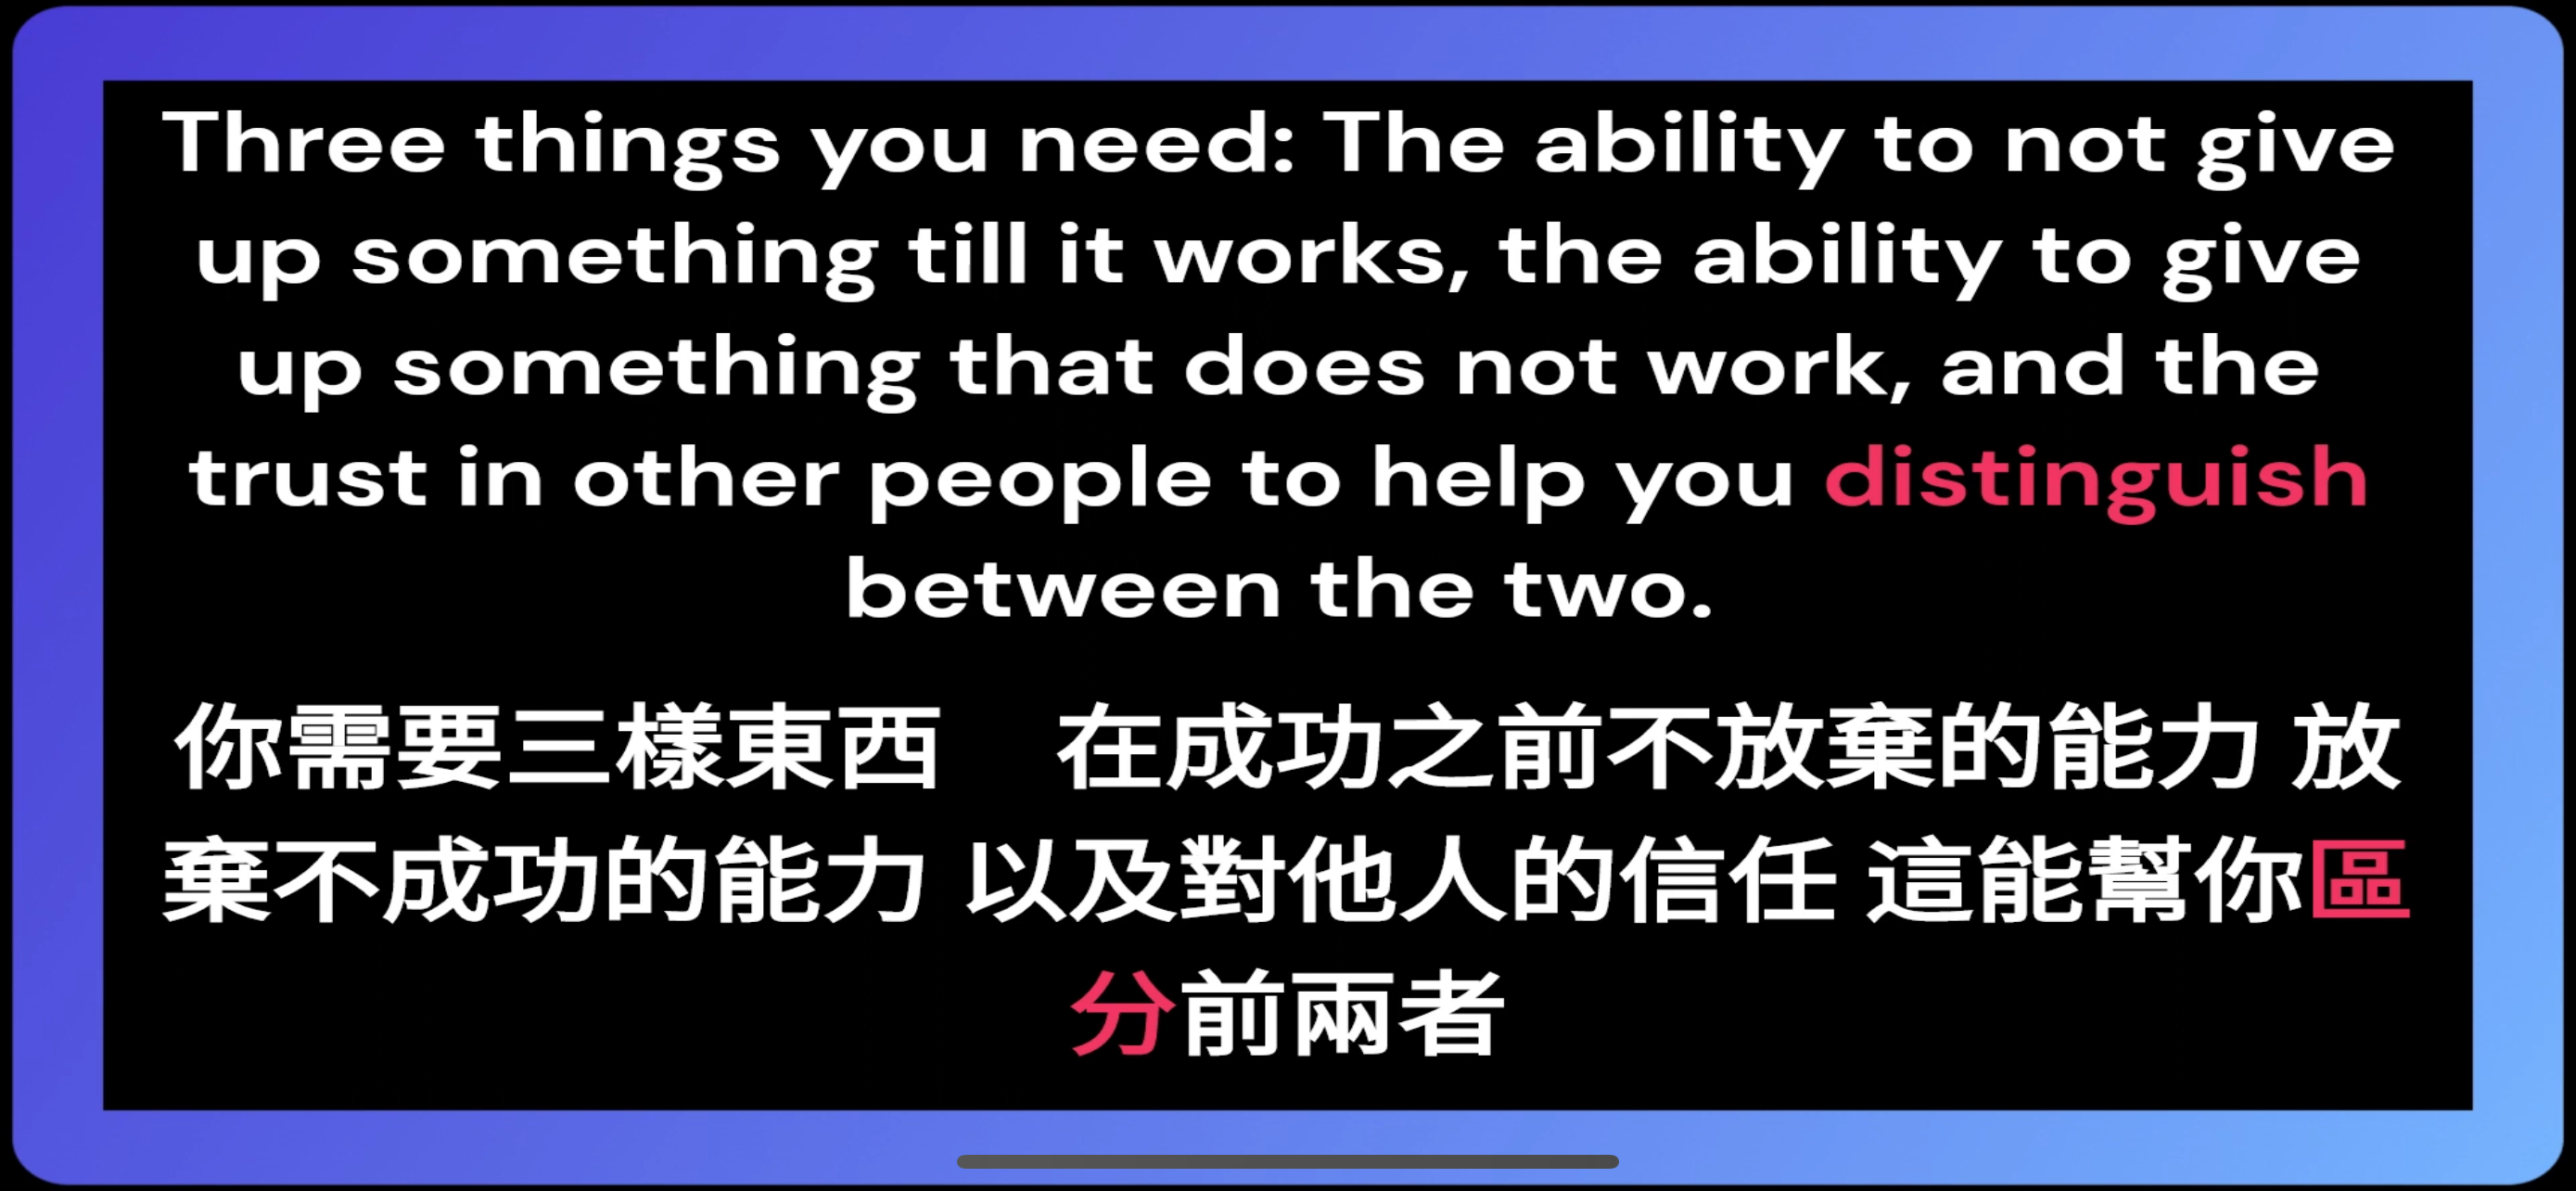 Three things you need: The ability to not give
up something till it works, the ability to give
up something that does not work, and the
trust in other people to help you distinguish
between the two.
你需要三樣東西　在成功之前不放棄的能力 放
棄不成功的能力 以及對他人的信任 這能幫你區
分前兩者